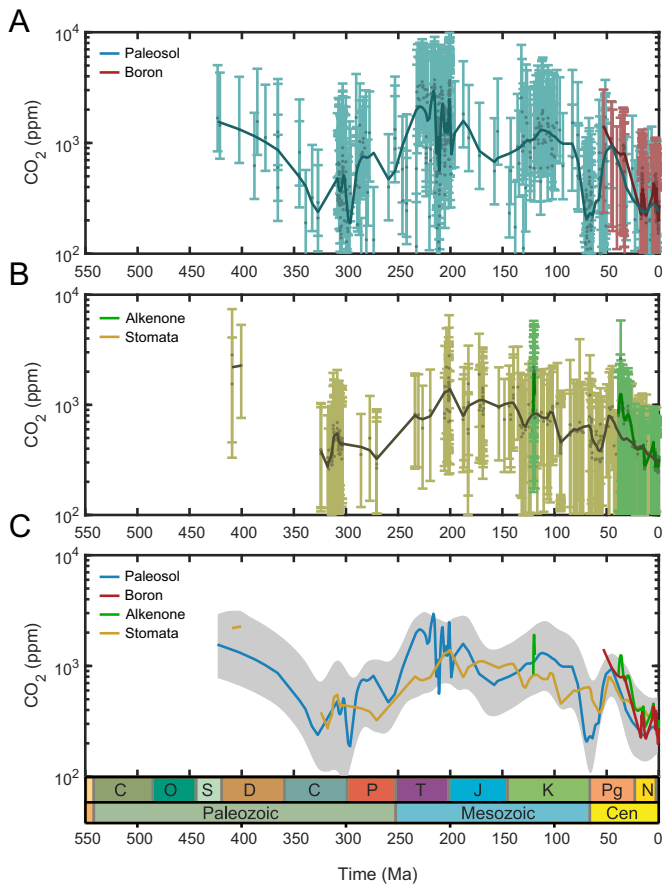 A
10⁴
Paleosol
Boron
CO₂ (ppm)
10³
10²
550 500 450 400 350 300 250 200 150 100 50 0
B
10⁴
Alkenone
Stomata
CO₂ (ppm)
10³
10²
550 500 450 400 350 300 250 200 150 100 50 0
C
10⁴
Paleosol
Boron
Alkenone
Stomata
CO₂ (ppm)
10³
10²
C O S D C P T J K Pg N
Paleozoic Mesozoic Cen
550 500 450 400 350 300 250 200 150 100 50 0
Time (Ma)